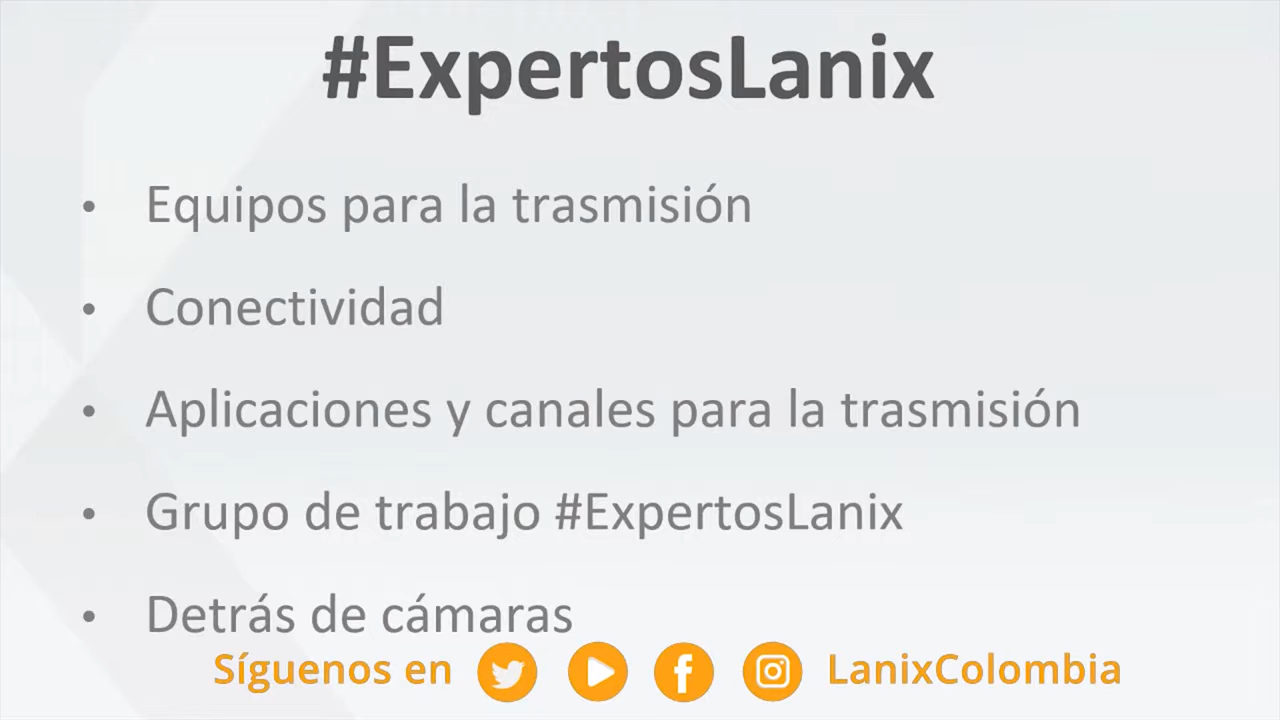 #ExpertosLanix
• Equipos para la trasmisión
• Conectividad
• Aplicaciones y canales para la trasmisión
• Grupo de trabajo #ExpertosLanix
• Detrás de cámaras
Síguenos en LanixColombia